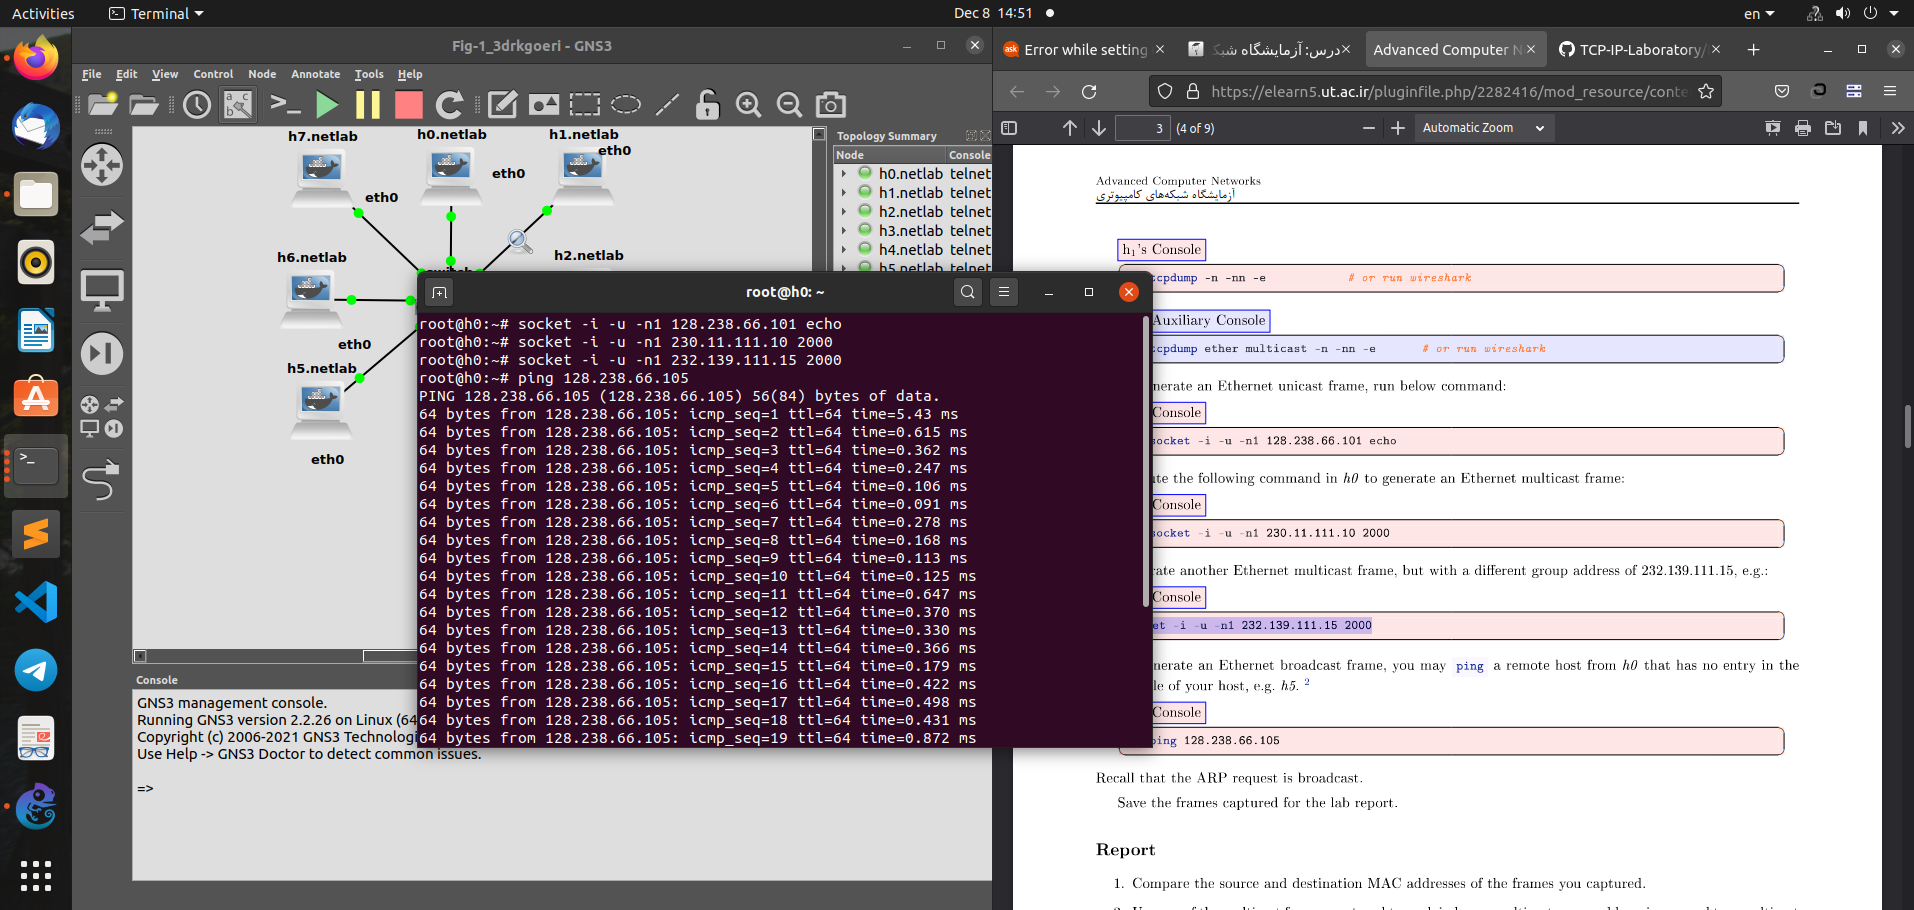 Activities
Terminal
Dec 8 14:51
en
Fig-1_3drkgoeri - GNS3
File Edit View Control Node Annotate Tools Help
h7.netlab
h0.netlab
h1.netlab
eth0
eth0
eth0
h6.netlab
h2.netlab
eth0
h5.netlab
eth0
Topology Summary
Node Console
h0.netlab telnet
h1.netlab telnet
h2.netlab telnet
h3.netlab telnet
h4.netlab telnet
h5.netlab telnet
Console
GNS3 management console.
Running GNS3 version 2.2.26 on Linux (64
Copyright (c) 2006-2021 GNS3 Technologi
Use Help -> GNS3 Doctor to detect common issues.
=>
root@h0: ~
root@h0:~# socket -i -u -n1 128.238.66.101 echo
root@h0:~# socket -i -u -n1 230.11.111.10 2000
root@h0:~# socket -i -u -n1 232.139.111.15 2000
root@h0:~# ping 128.238.66.105
PING 128.238.66.105 (128.238.66.105) 56(84) bytes of data.
64 bytes from 128.238.66.105: icmp_seq=1 ttl=64 time=5.43 ms
64 bytes from 128.238.66.105: icmp_seq=2 ttl=64 time=0.615 ms
64 bytes from 128.238.66.105: icmp_seq=3 ttl=64 time=0.362 ms
64 bytes from 128.238.66.105: icmp_seq=4 ttl=64 time=0.247 ms
64 bytes from 128.238.66.105: icmp_seq=5 ttl=64 time=0.106 ms
64 bytes from 128.238.66.105: icmp_seq=6 ttl=64 time=0.091 ms
64 bytes from 128.238.66.105: icmp_seq=7 ttl=64 time=0.278 ms
64 bytes from 128.238.66.105: icmp_seq=8 ttl=64 time=0.168 ms
64 bytes from 128.238.66.105: icmp_seq=9 ttl=64 time=0.113 ms
64 bytes from 128.238.66.105: icmp_seq=10 ttl=64 time=0.125 ms
64 bytes from 128.238.66.105: icmp_seq=11 ttl=64 time=0.647 ms
64 bytes from 128.238.66.105: icmp_seq=12 ttl=64 time=0.370 ms
64 bytes from 128.238.66.105: icmp_seq=13 ttl=64 time=0.330 ms
64 bytes from 128.238.66.105: icmp_seq=14 ttl=64 time=0.366 ms
64 bytes from 128.238.66.105: icmp_seq=15 ttl=64 time=0.179 ms
64 bytes from 128.238.66.105: icmp_seq=16 ttl=64 time=0.422 ms
64 bytes from 128.238.66.105: icmp_seq=17 ttl=64 time=0.498 ms
64 bytes from 128.238.66.105: icmp_seq=18 ttl=64 time=0.431 ms
64 bytes from 128.238.66.105: icmp_seq=19 ttl=64 time=0.872 ms
ask Error while setting
درس: آزمایشگاه شبک
Advanced Computer N
TCP-IP-Laboratory/
https://elearn5.ut.ac.ir/pluginfile.php/2282416/mod_resource/conte
3 (4 of 9)
Automatic Zoom
Advanced Computer Networks
آزمایشگاه شبکه‌های کامپیوتری
h1's Console
tcpdump -n -nn -e # or run wireshark
Auxiliary Console
tcpdump ether multicast -n -nn -e # or run wireshark
nerate an Ethernet unicast frame, run below command:
Console
socket -i -u -n1 128.238.66.101 echo
te the following command in h0 to generate an Ethernet multicast frame:
Console
socket -i -u -n1 230.11.111.10 2000
rate another Ethernet multicast frame, but with a different group address of 232.139.111.15, e.g.:
Console
et -i -u -n1 232.139.111.15 2000
nerate an Ethernet broadcast frame, you may ping a remote host from h0 that has no entry in the
le of your host, e.g. h5. 2
Console
ping 128.238.66.105
Recall that the ARP request is broadcast.
Save the frames captured for the lab report.
Report
1. Compare the source and destination MAC addresses of the frames you captured.